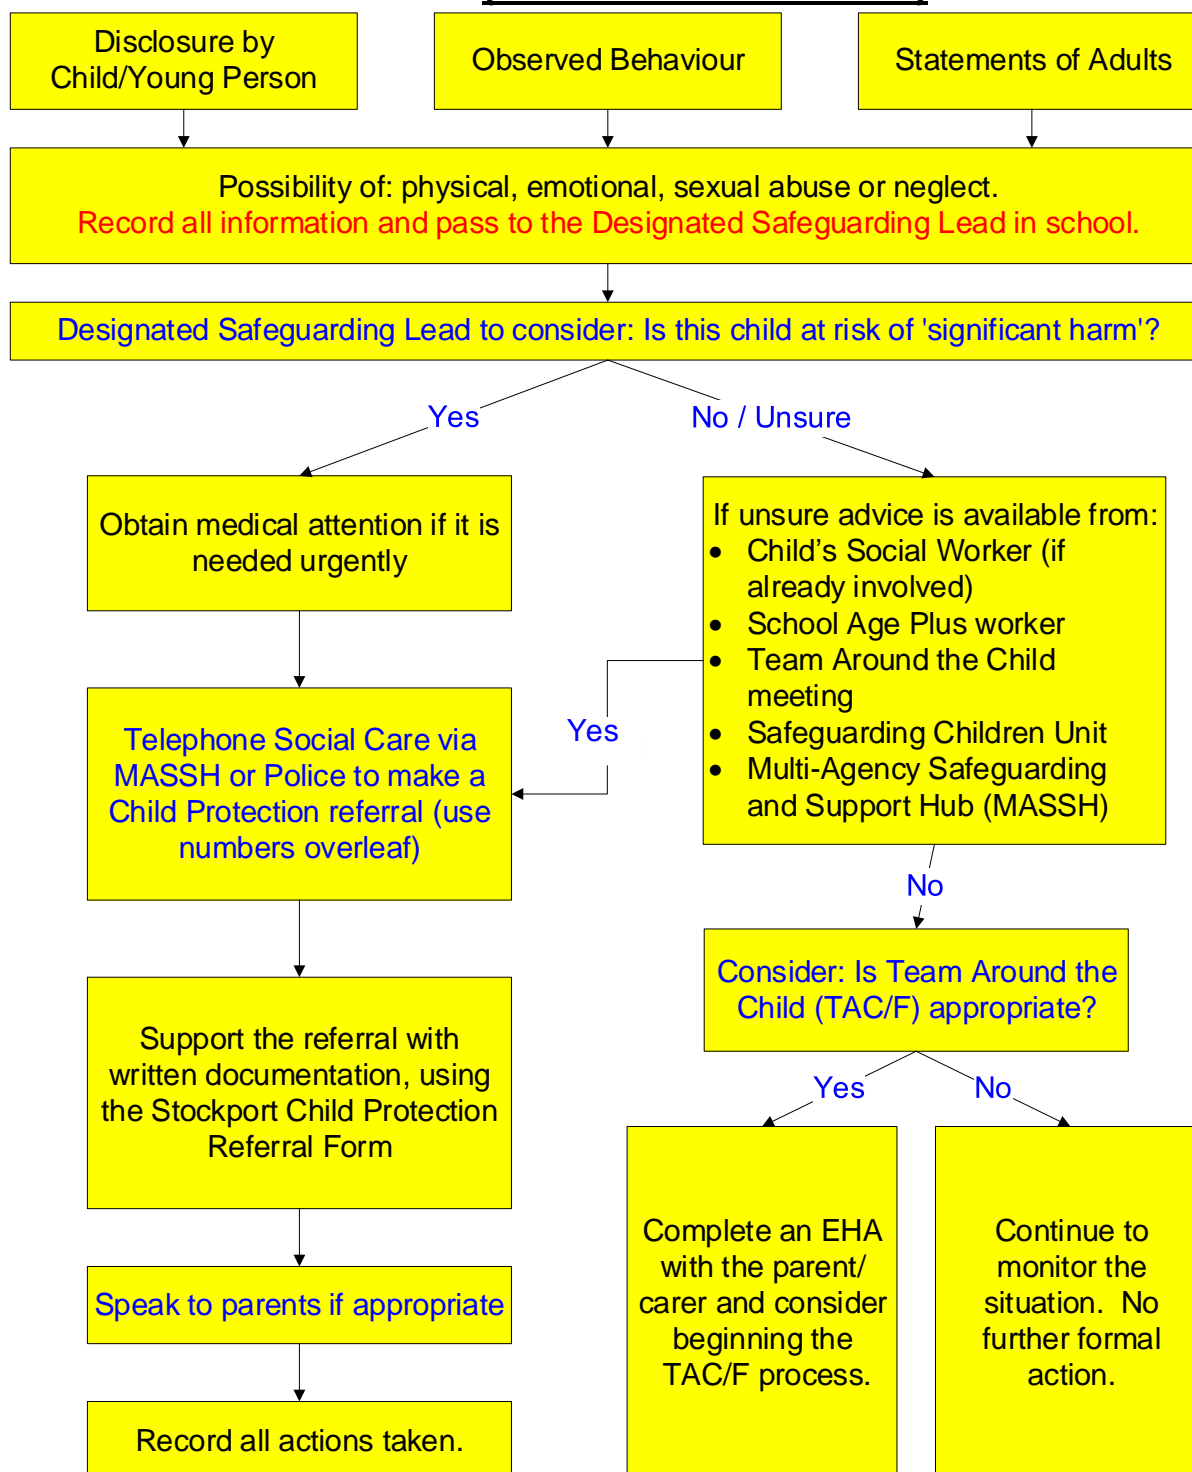 Disclosure by
Child/Young Person
Observed Behaviour
Statements of Adults
Possibility of: physical, emotional, sexual abuse or neglect.
Record all information and pass to the Designated Safeguarding Lead in school.
Designated Safeguarding Lead to consider: Is this child at risk of 'significant harm'?
Yes
No / Unsure
Obtain medical attention if it is
needed urgently
If unsure advice is available from:
• Child’s Social Worker (if
already involved)
• School Age Plus worker
• Team Around the Child
meeting
• Safeguarding Children Unit
• Multi-Agency Safeguarding
and Support Hub (MASSH)
Yes
Telephone Social Care via
MASSH or Police to make a
Child Protection referral (use
numbers overleaf)
No
Consider: Is Team Around the
Child (TAC/F) appropriate?
Support the referral with
written documentation, using
the Stockport Child Protection
Referral Form
Yes
No
Complete an EHA
with the parent/
carer and consider
beginning the
TAC/F process.
Continue to
monitor the
situation.  No
further formal
action.
Speak to parents if appropriate
Record all actions taken.